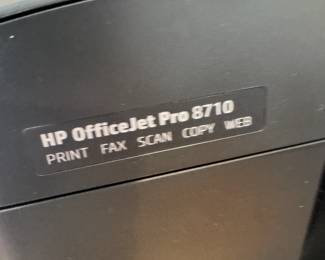 HP OfficeJet Pro 8710
PRINT FAX SCAN COPY WEB